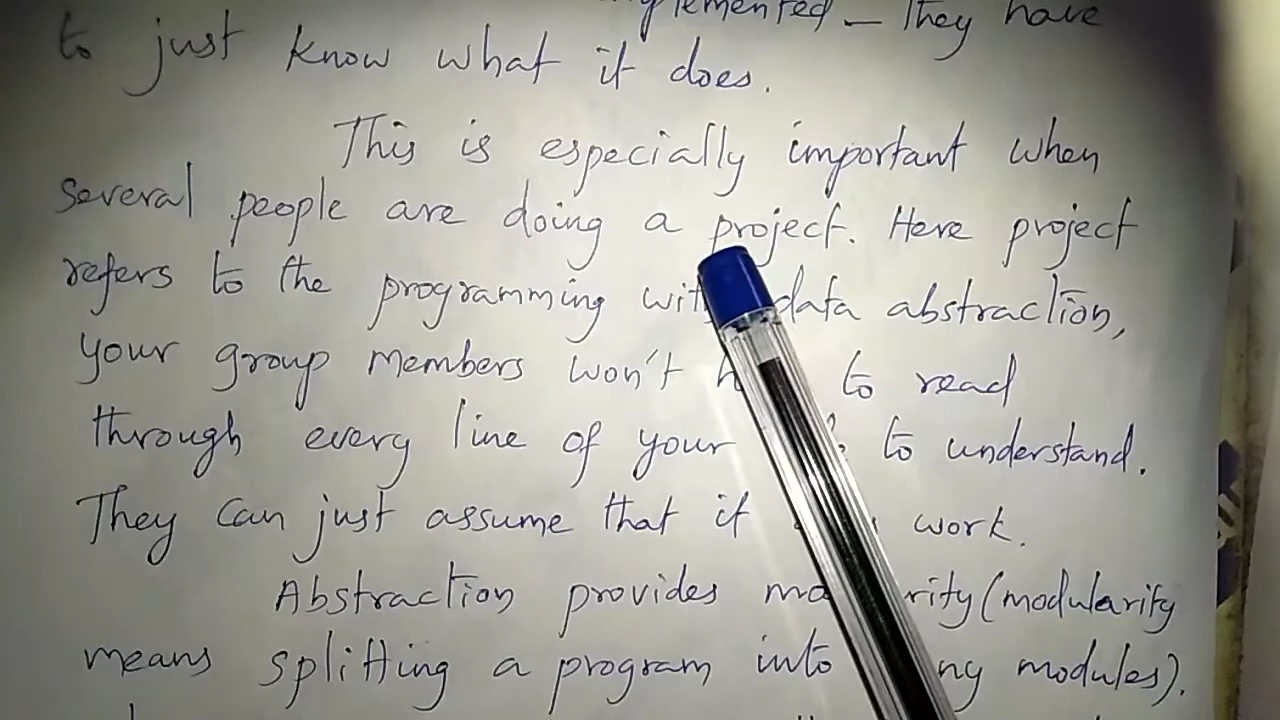 They have
to just know what it does.
This is especially important when
several people are doing a project. Here project
refers to the programming with data abstraction,
your group members won't to read
through every line of your to understand.
They can just assume that it work.
Abstraction provides (modularity
means splitting a program into modules).